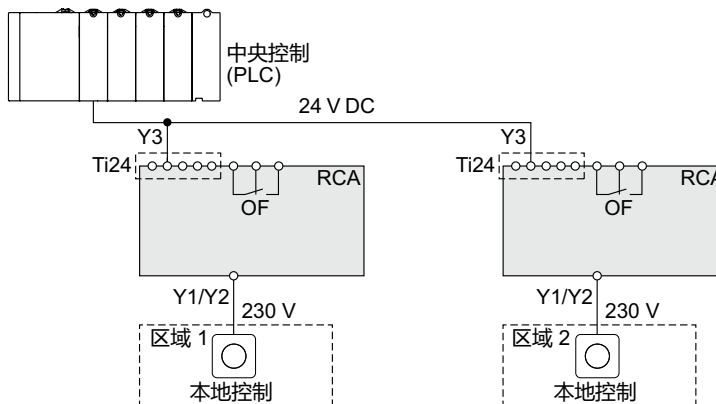 中央控制
(PLC)
24 V DC
Y3
Y3
Ti24
RCA
Ti24
RCA
OF
OF
Y1/Y2
230 V
Y1/Y2
230 V
区域 1
区域 2
本地控制
本地控制